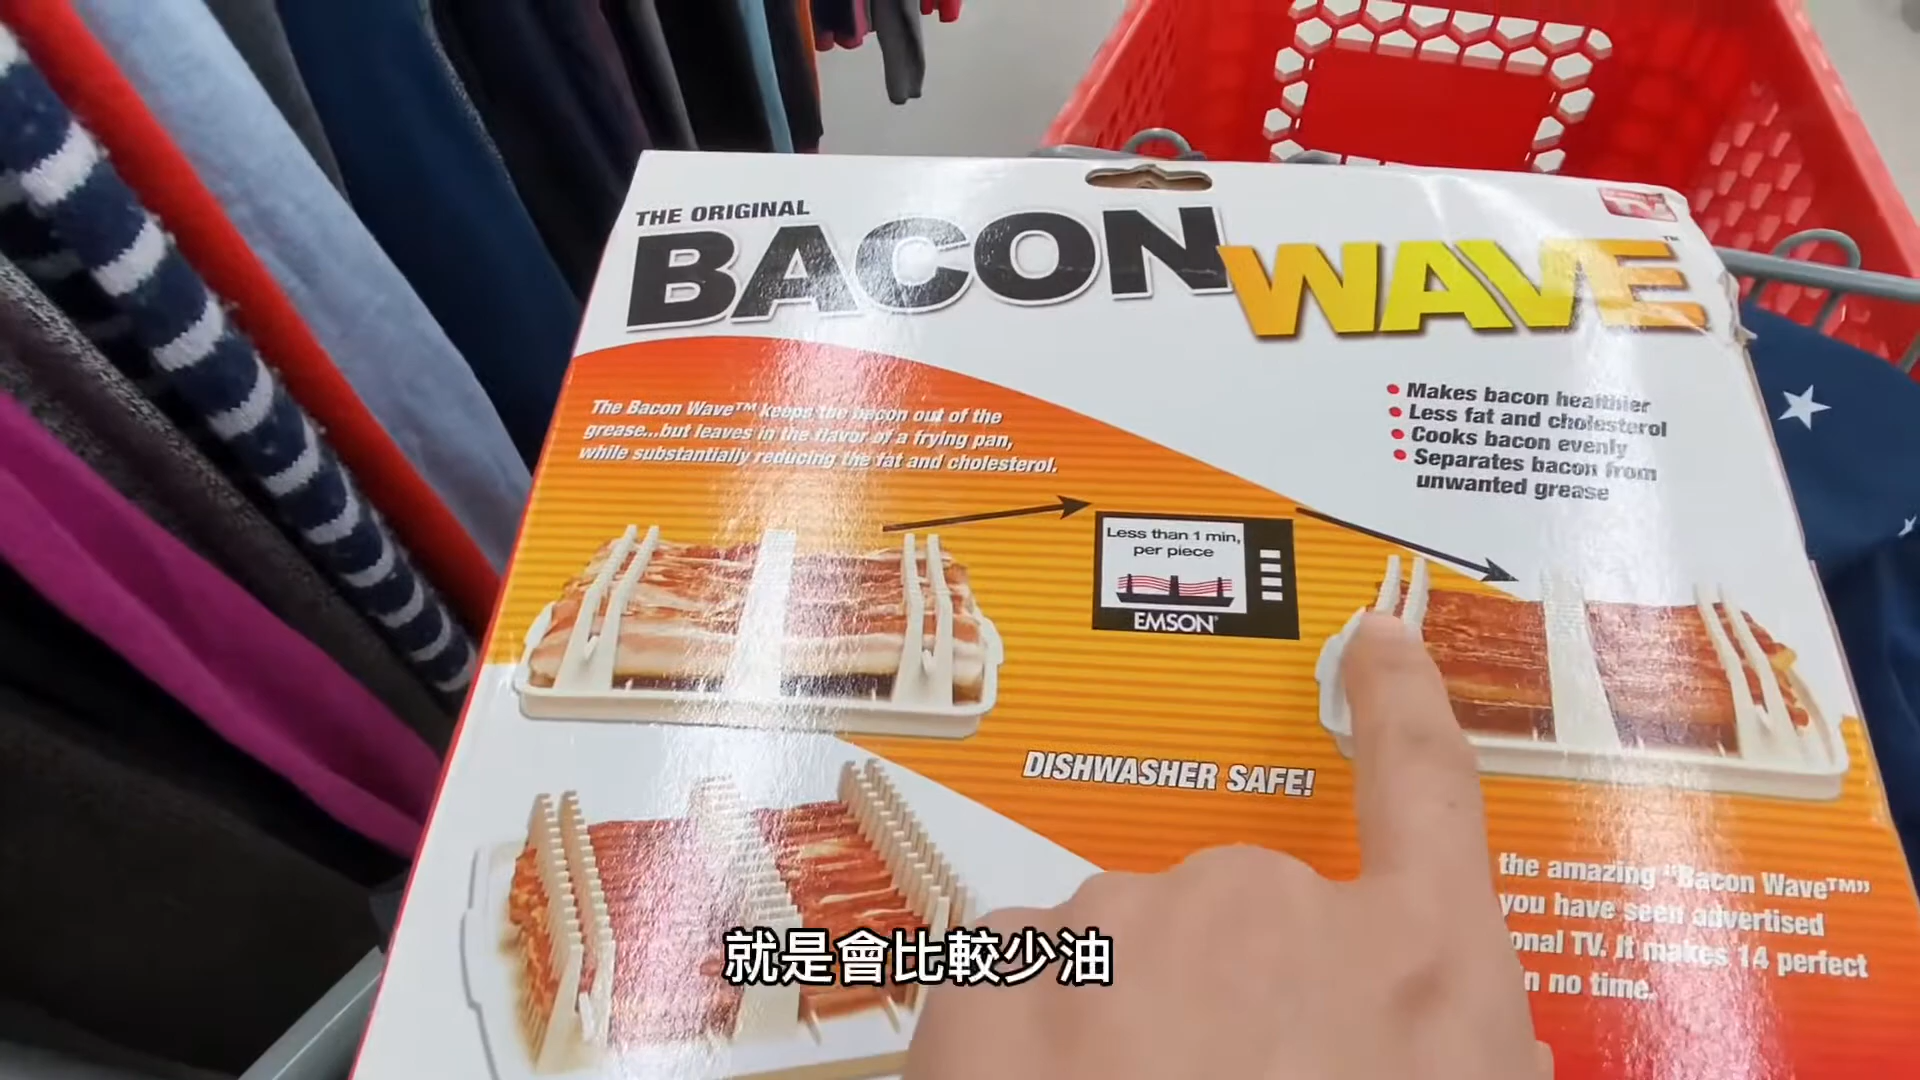 THE ORIGINAL
BACON WAVE™
TV
The Bacon Wave™ keeps the bacon out of the
grease...but leaves in the flavor of a frying pan,
while substantially reducing the fat and cholesterol.
Makes bacon healthier
Less fat and cholesterol
Cooks bacon evenly
Separates bacon from
unwanted grease
Less than 1 min,
per piece
EMSON®
DISHWASHER SAFE!
the amazing "Bacon Wave™"
you have seen advertised
onal TV. It makes 14 perfect
n no time.
就是會比較少油